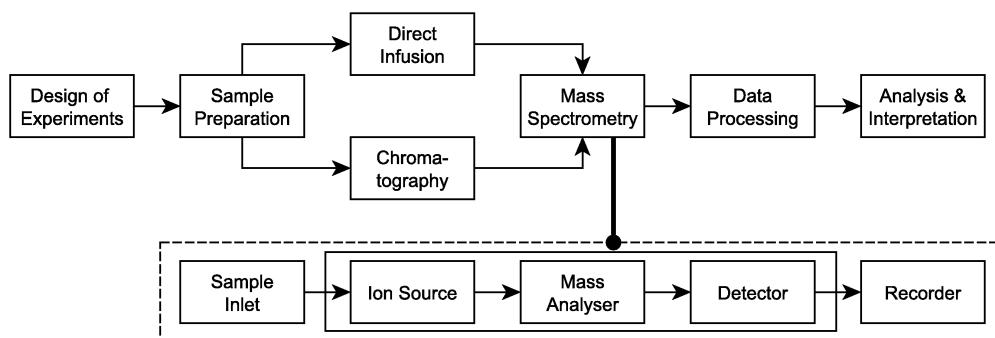 Direct
Infusion
Design of
Experiments
Sample
Preparation
Mass
Spectrometry
Data
Processing
Analysis &
Interpretation
Chroma-
tography
Sample
Inlet
Ion Source
Mass
Analyser
Detector
Recorder